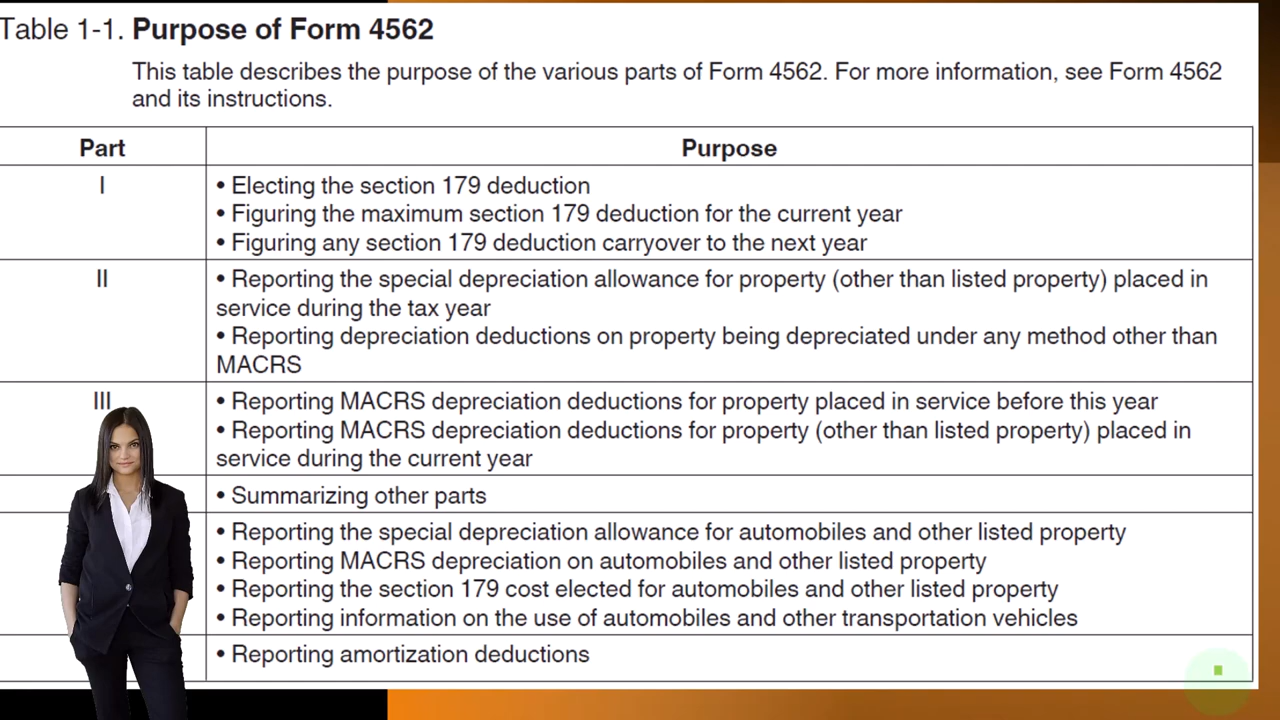 Table 1-1. Purpose of Form 4562
This table describes the purpose of the various parts of Form 4562. For more information, see Form 4562
and its instructions.
Part Purpose
I • Electing the section 179 deduction
• Figuring the maximum section 179 deduction for the current year
• Figuring any section 179 deduction carryover to the next year
II • Reporting the special depreciation allowance for property (other than listed property) placed in
service during the tax year
• Reporting depreciation deductions on property being depreciated under any method other than
MACRS
III • Reporting MACRS depreciation deductions for property placed in service before this year
• Reporting MACRS depreciation deductions for property (other than listed property) placed in
service during the current year
• Summarizing other parts
• Reporting the special depreciation allowance for automobiles and other listed property
• Reporting MACRS depreciation on automobiles and other listed property
• Reporting the section 179 cost elected for automobiles and other listed property
• Reporting information on the use of automobiles and other transportation vehicles
• Reporting amortization deductions